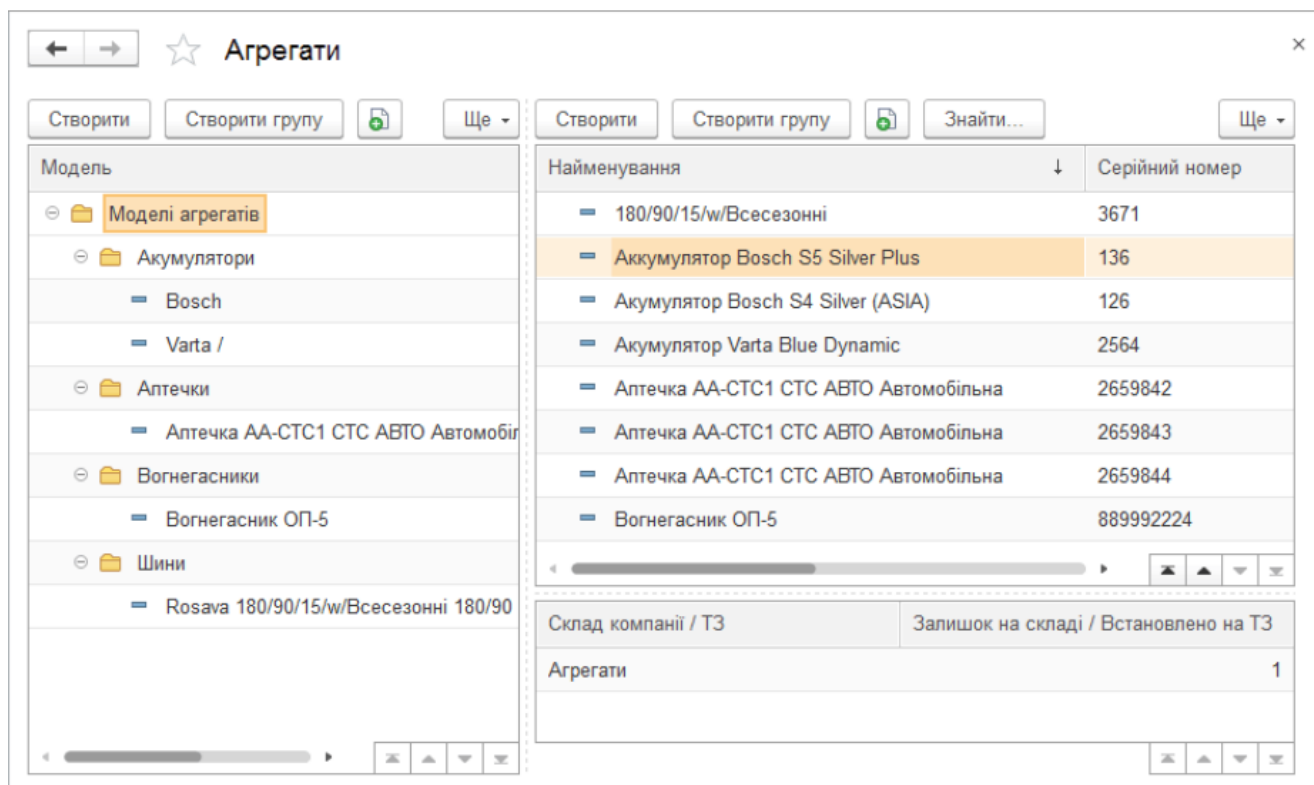 Агрегати
Створити Створити групу Ще
Модель
Моделі агрегатів
Акумулятори
Bosch
Varta /
Аптечки
Аптечка АА-СТС1 СТС АВТО Автомобіл
Вогнегасники
Вогнегасник ОП-5
Шини
Rosava 180/90/15/w/Всесезонні 180/90
Створити Створити групу Знайти... Ще
Найменування ↓ Серійний номер
180/90/15/w/Всесезонні 3671
Аккумулятор Bosch S5 Silver Plus 136
Акумулятор Bosch S4 Silver (ASIA) 126
Акумулятор Varta Blue Dynamic 2564
Аптечка АА-СТС1 СТС АВТО Автомобільна 2659842
Аптечка АА-СТС1 СТС АВТО Автомобільна 2659843
Аптечка АА-СТС1 СТС АВТО Автомобільна 2659844
Вогнегасник ОП-5 889992224
Склад компанії / ТЗ Залишок на складі / Встановлено на ТЗ
Агрегати 1